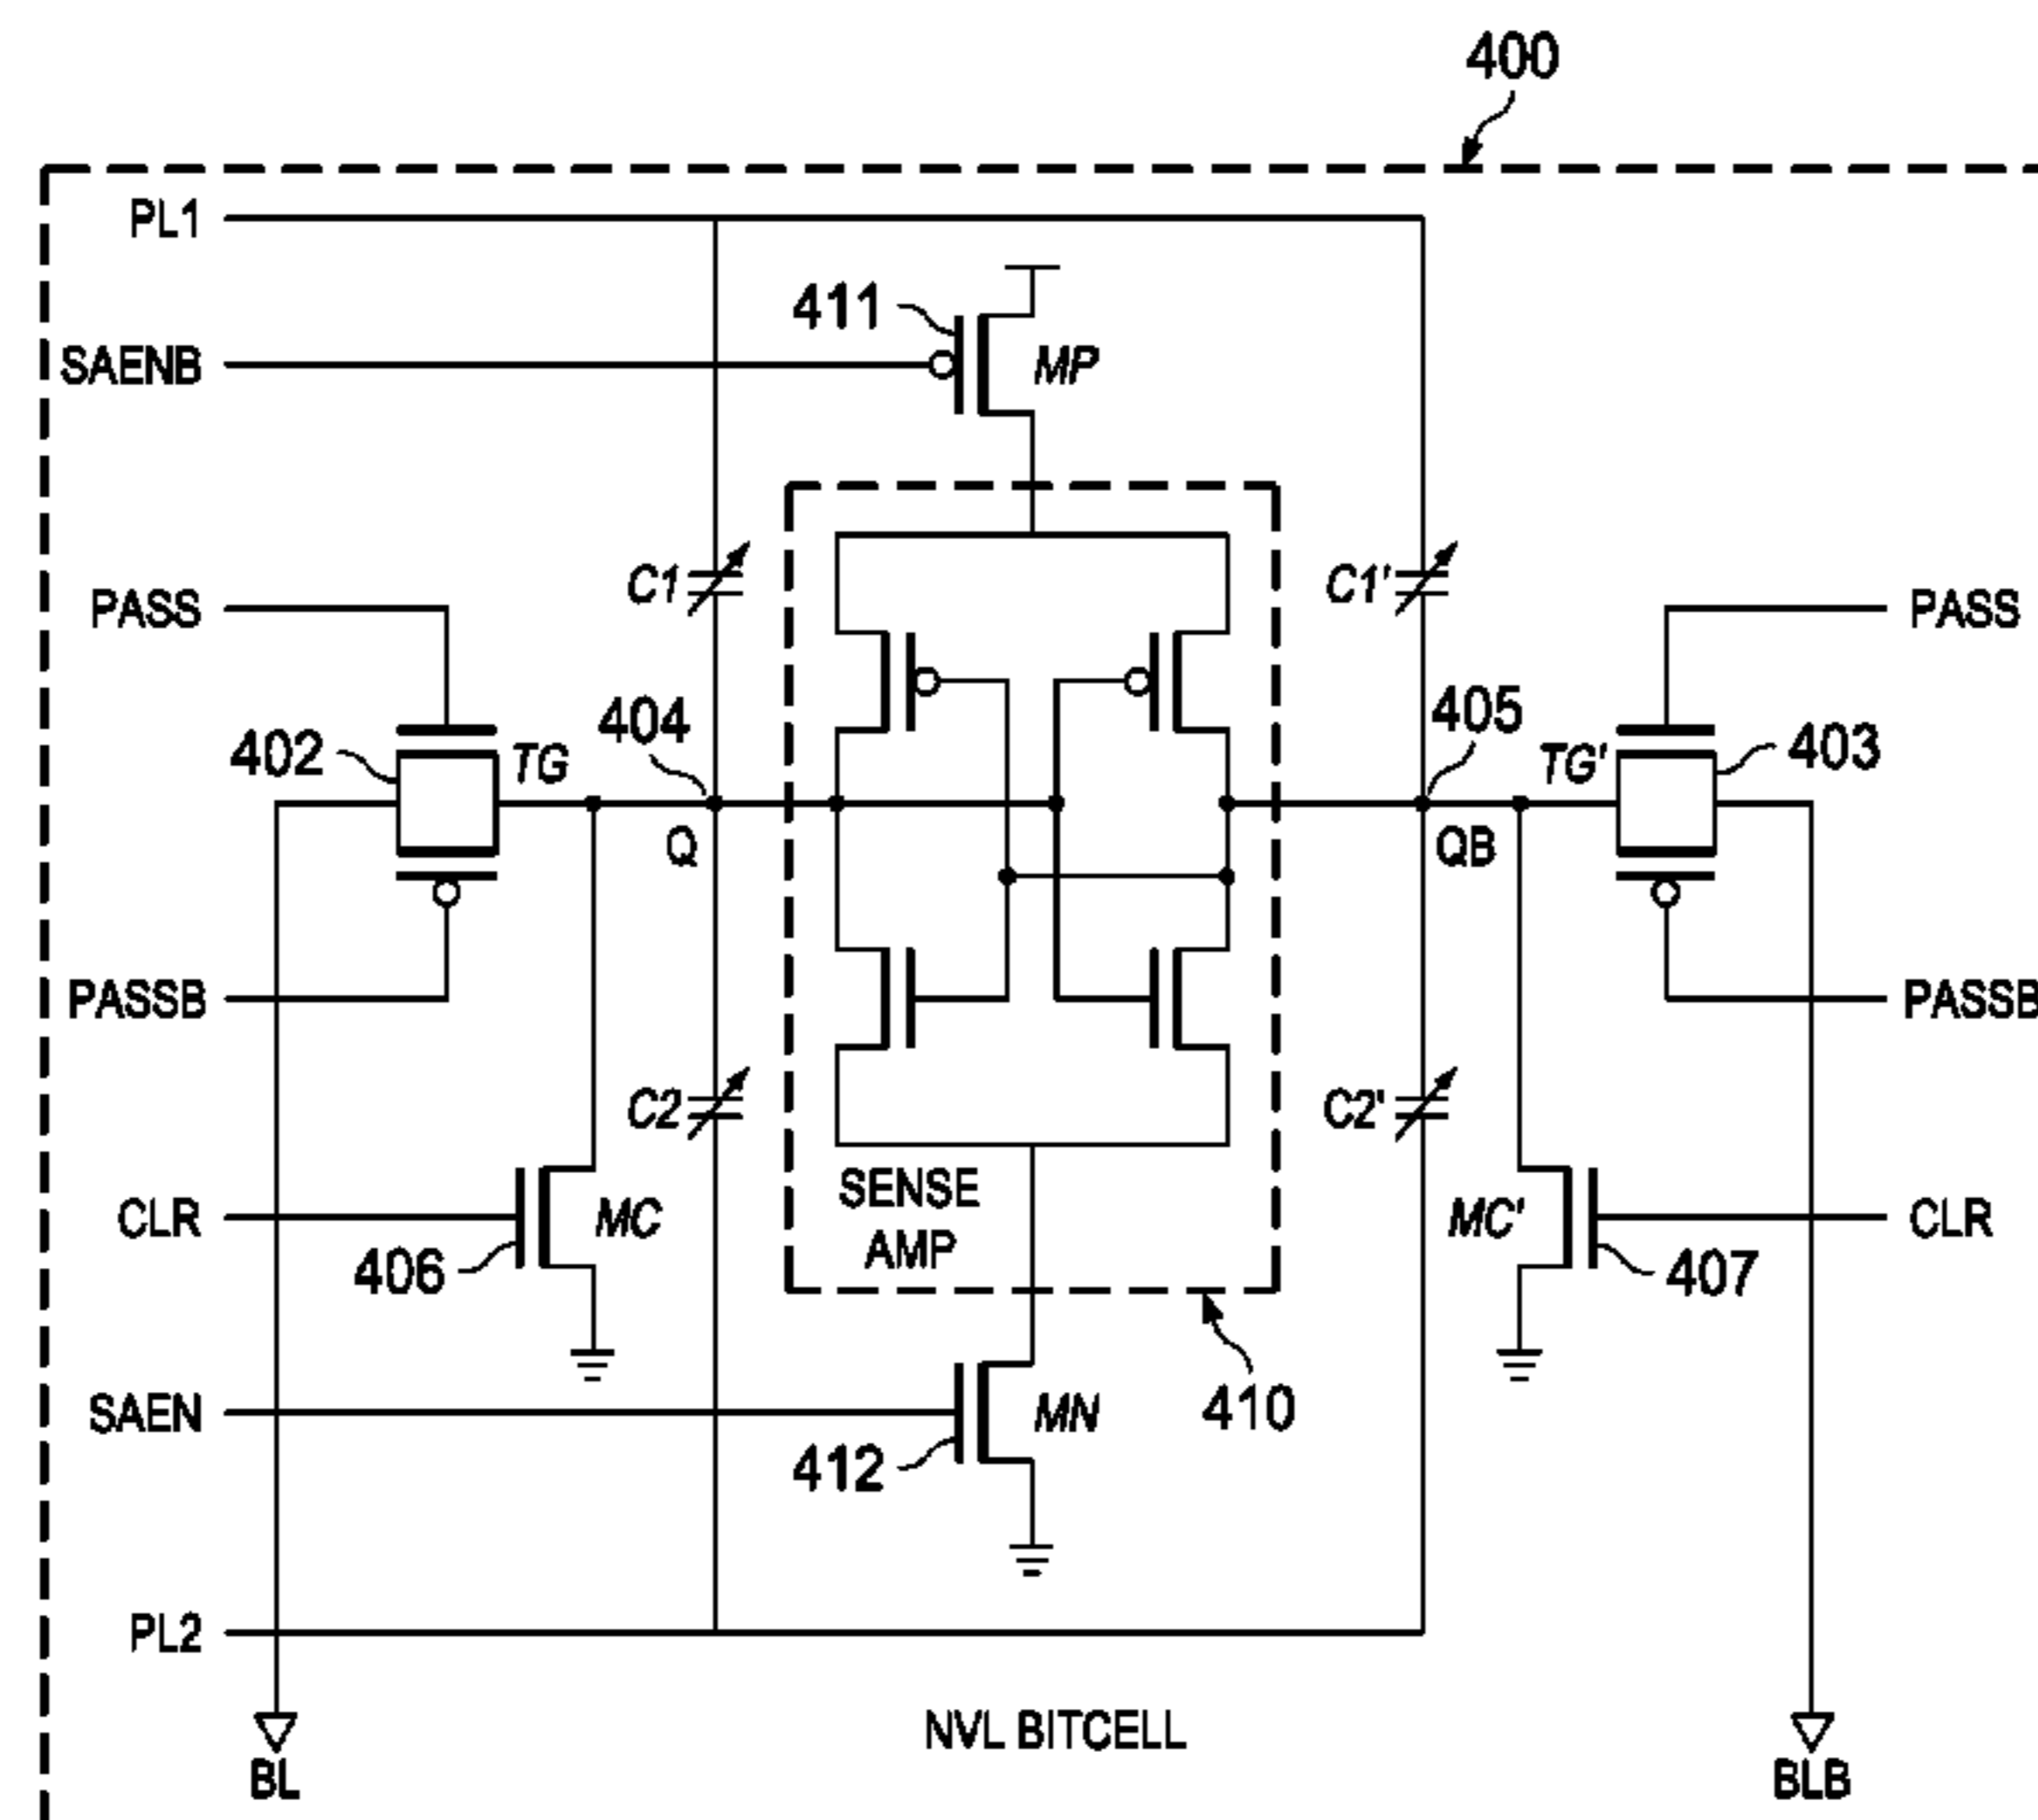 400
PL1
411
SAENB
MP
C1
C1'
PASS
PASS
402
TG
404
405
TG'
403
Q
QB
PASSB
PASSB
C2
C2'
SENSE
AMP
CLR
MC
MC'
CLR
406
407
SAEN
MN
410
412
PL2
NVL BITCELL
BL
BLB